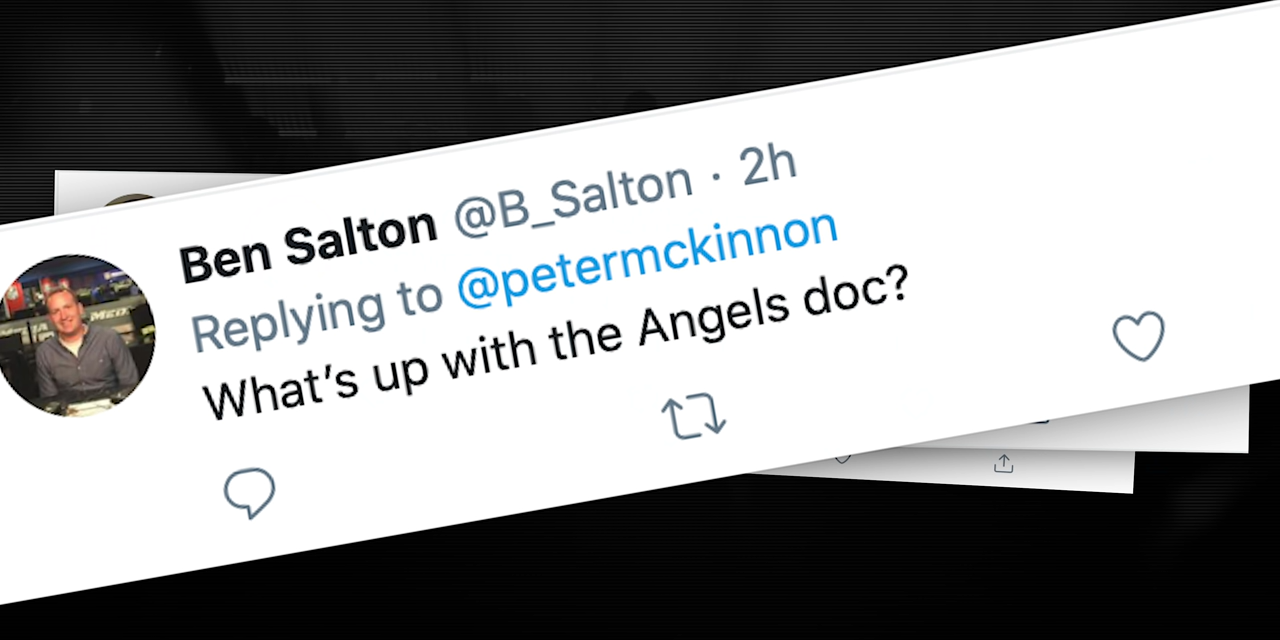 Ben Salton @B_Salton · 2h
Replying to @petermckinnon
What's up with the Angels doc?